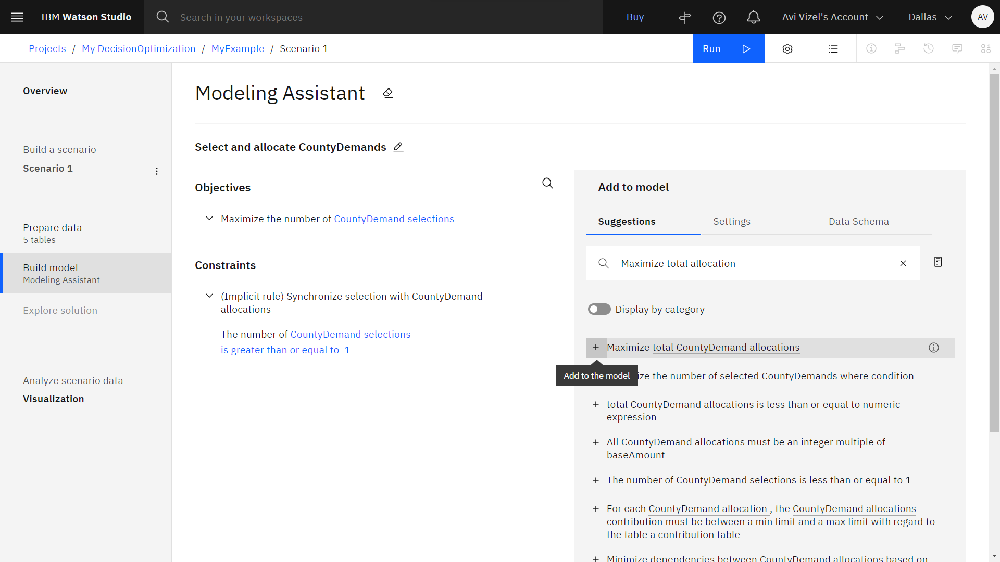 IBM Watson Studio
Search in your workspaces
Buy
Avi Vizel's Account
Dallas
AV
Projects / My DecisionOptimization / MyExample / Scenario 1
Run
Overview
Build a scenario
Scenario 1
Prepare data
5 tables
Build model
Modeling Assistant
Explore solution
Analyze scenario data
Visualization
Modeling Assistant
Select and allocate CountyDemands
Objectives
Maximize the number of CountyDemand selections
Constraints
(Implicit rule) Synchronize selection with CountyDemand
allocations
The number of CountyDemand selections
is greater than or equal to 1
Add to model
Suggestions
Settings
Data Schema
Maximize total allocation
Display by category
+ Maximize total CountyDemand allocations
Add to the model
ize the number of selected CountyDemands where condition
+ total CountyDemand allocations is less than or equal to numeric
expression
+ All CountyDemand allocations must be an integer multiple of
baseAmount
+ The number of CountyDemand selections is less than or equal to 1
+ For each CountyDemand allocation , the CountyDemand allocations
contribution must be between a min limit and a max limit with regard to
the table a contribution table
+ Minimize dependencies between CountyDemand allocations based on